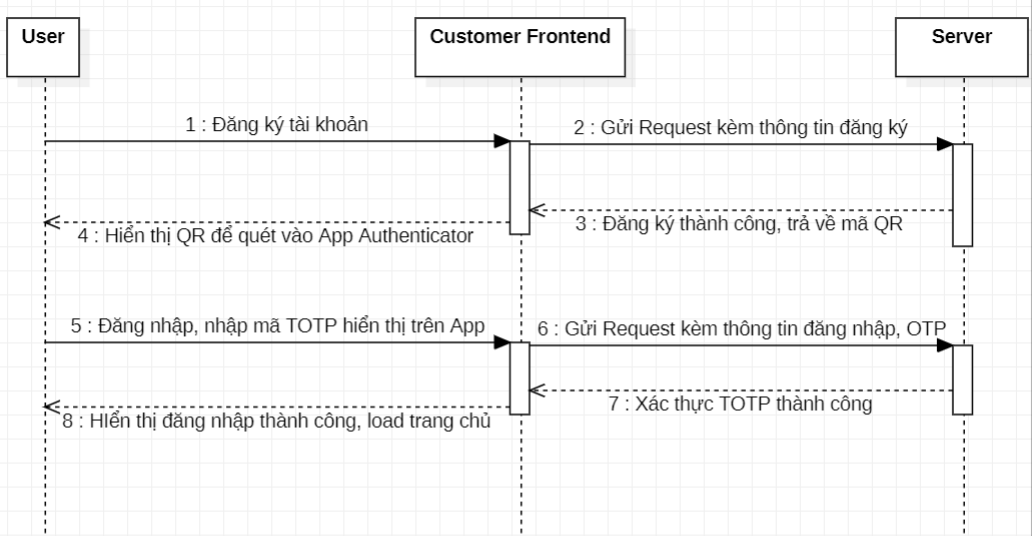 User
Customer Frontend
Server
1 : Đăng ký tài khoản
2 : Gửi Request kèm thông tin đăng ký
3 : Đăng ký thành công, trả về mã QR
4 : Hiển thị QR để quét vào App Authenticator
5 : Đăng nhập, nhập mã TOTP hiển thị trên App
6 : Gửi Request kèm thông tin đăng nhập, OTP
7 : Xác thực TOTP thành công
8 : HIển thị đăng nhập thành công, load trang chủ